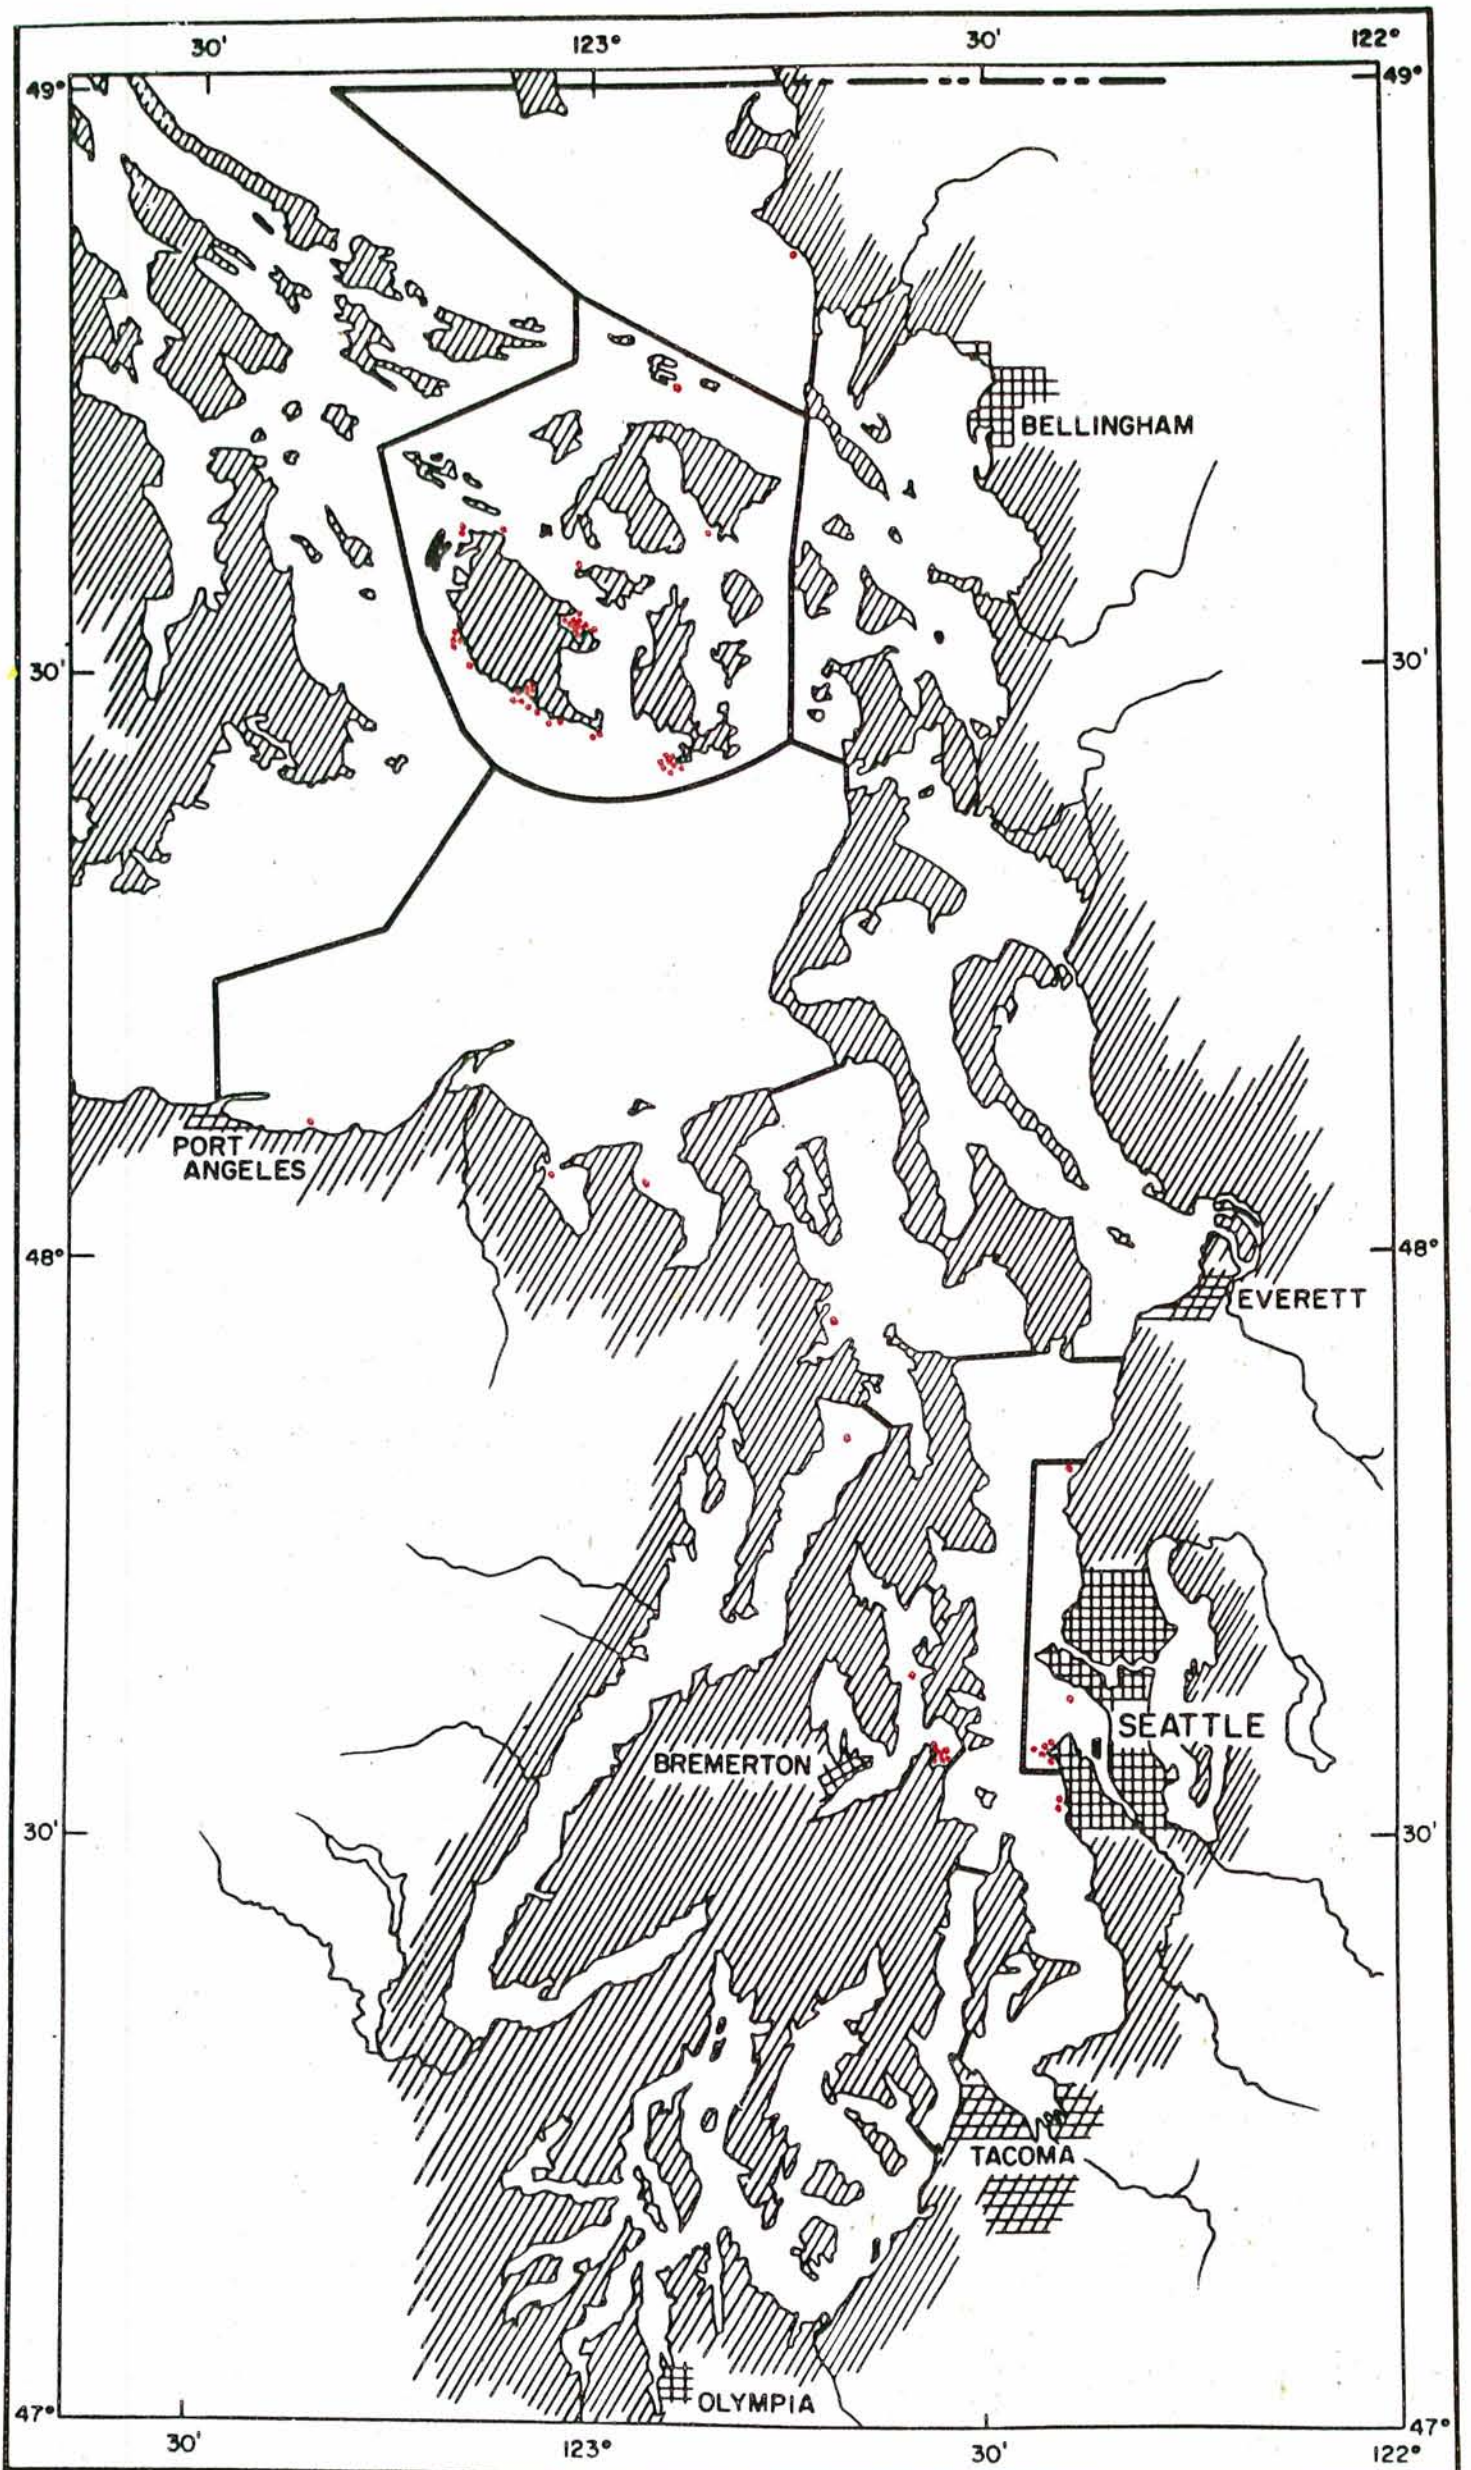 30' 123° 30' 122°
49° 49°
BELLINGHAM
30' 30'
PORT
ANGELES
48° 48°
EVERETT
SEATTLE
BREMERTON
30' 30'
TACOMA
OLYMPIA
47° 47°
30' 123° 30' 122°